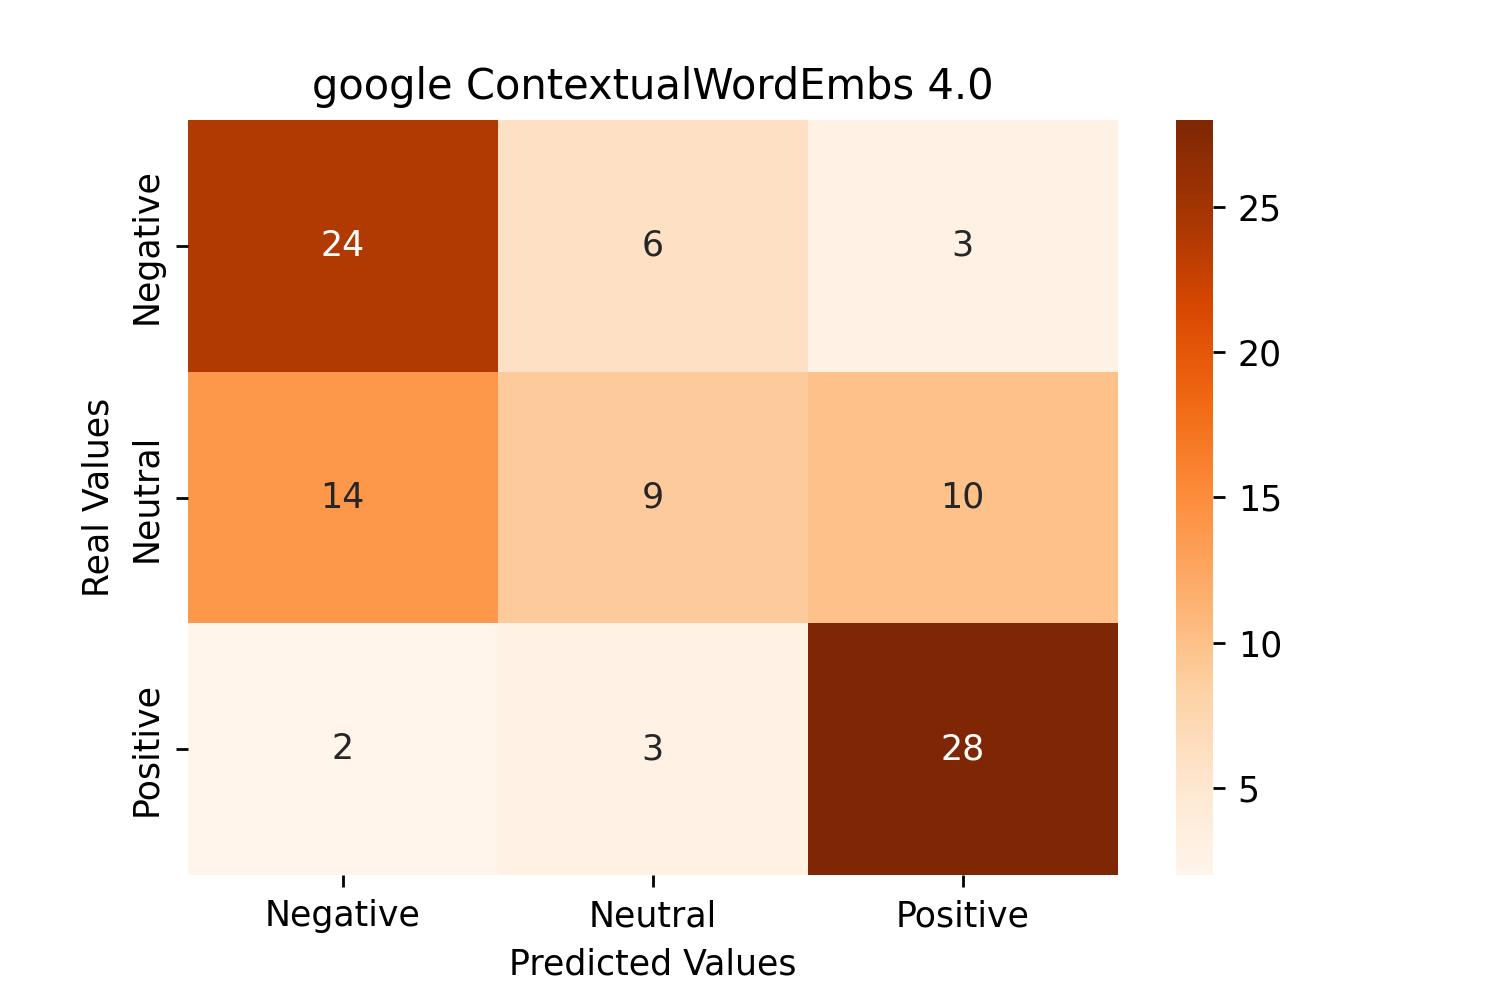 google ContextualWordEmbs 4.0
Real Values
Negative
24 6 3
Neutral
14 9 10
Positive
2 3 28
Negative Neutral Positive
Predicted Values
25
20
15
10
5